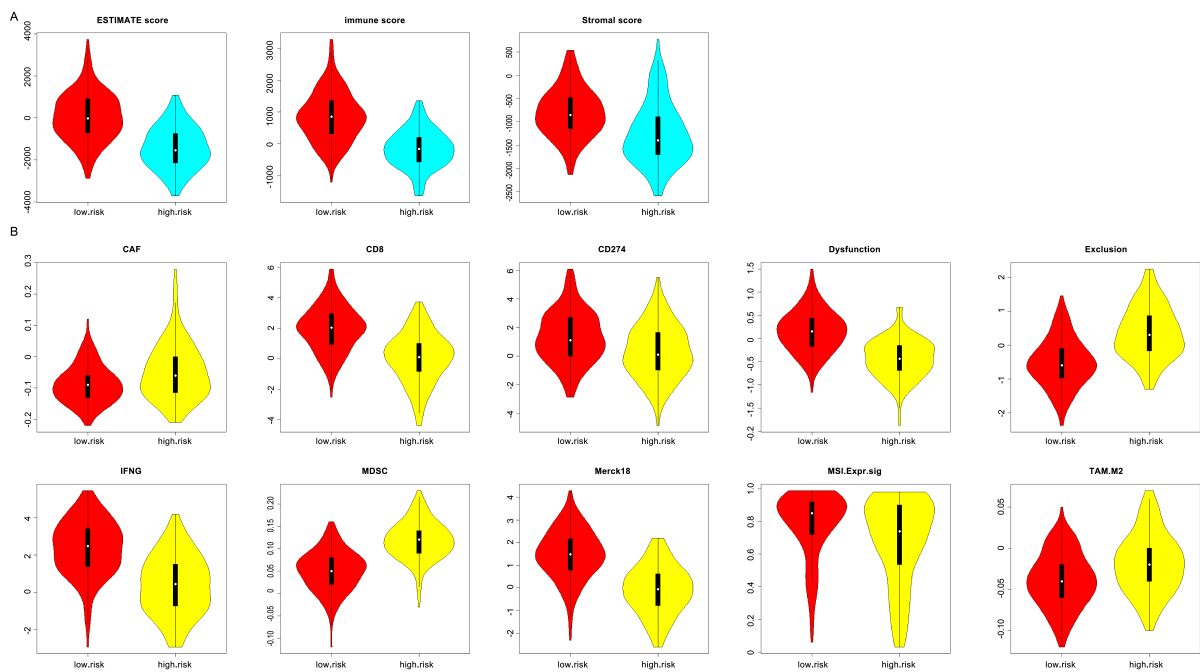 A
ESTIMATE score
immune score
Stromal score
4000
2000
0
-2000
-4000
3000
2000
1000
0
-1000
500
0
-500
-1000
-1500
-2000
-2500
low.risk high.risk
low.risk high.risk
low.risk high.risk
B
CAF
CD8
CD274
Dysfunction
Exclusion
0.3
0.2
0.1
0
-0.1
-0.2
6
4
2
0
-2
-4
6
4
2
0
-2
-4
1.5
1.0
0.5
0
-0.5
-1.0
-1.5
-0.2
2
1
0
-1
-2
low.risk high.risk
low.risk high.risk
low.risk high.risk
low.risk high.risk
low.risk high.risk
IFNG
MDSC
Merck18
MSI.Expr.sig
TAM.M2
4
2
0
-2
0.20
0.15
0.10
0.05
0
-0.05
-0.10
4
3
2
1
0
-1
-2
1.0
0.8
0.6
0.4
0.2
0
0.05
0
-0.05
-0.10
low.risk high.risk
low.risk high.risk
low.risk high.risk
low.risk high.risk
low.risk high.risk